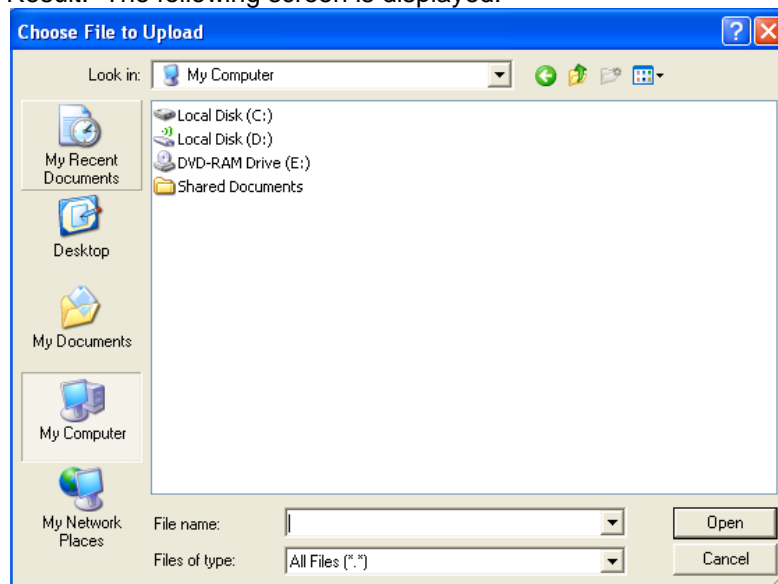 Result: The following screen is displayed.
Choose File to Upload
Look in: My Computer
My Recent
Documents
Desktop
My Documents
My Computer
My Network
Places
Local Disk (C:)
Local Disk (D:)
DVD-RAM Drive (E:)
Shared Documents
File name:
Open
Files of type: All Files (*.*)
Cancel